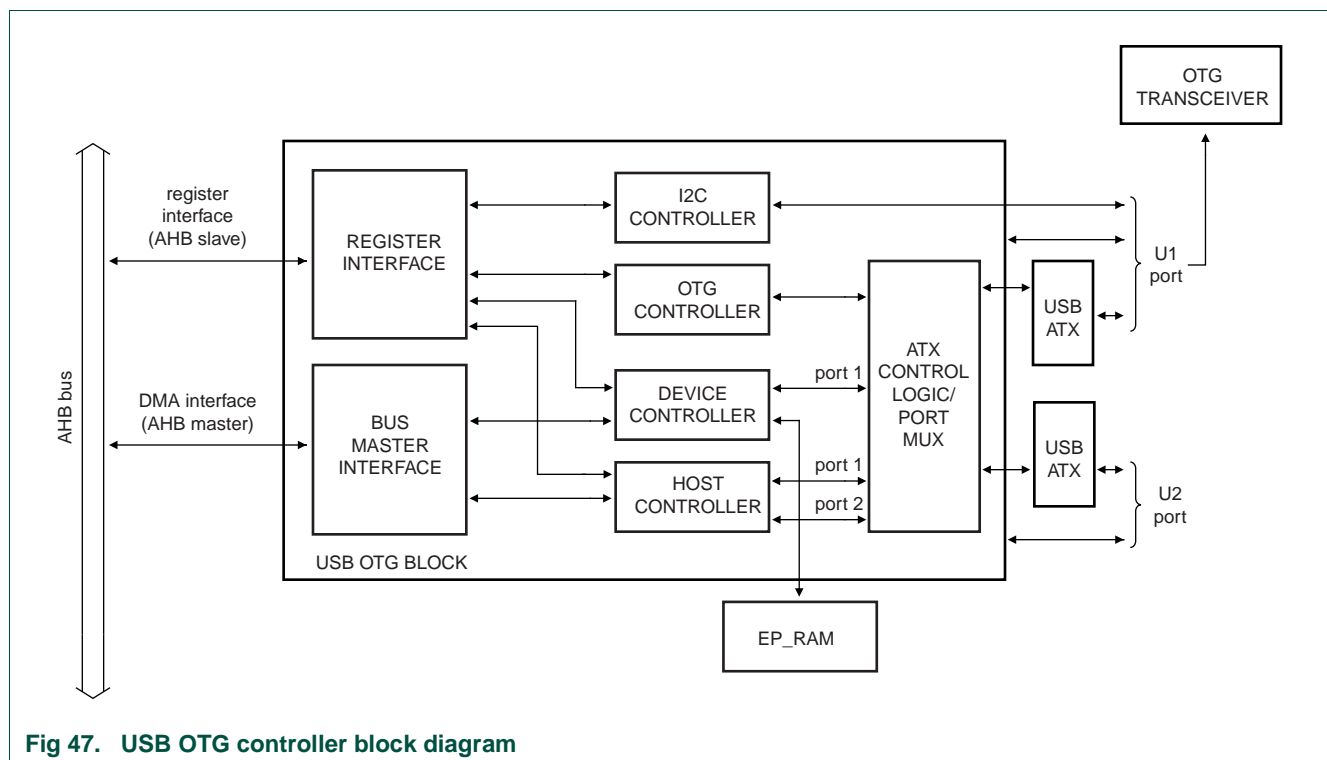 OTG
TRANSCEIVER
register
interface
(AHB slave)
REGISTER
INTERFACE
I2C
CONTROLLER
OTG
CONTROLLER
U1
port
USB
ATX
ATX
CONTROL
LOGIC/
PORT
MUX
AHB bus
DMA interface
(AHB master)
BUS
MASTER
INTERFACE
DEVICE
CONTROLLER
port 1
HOST
CONTROLLER
port 1
port 2
USB
ATX
U2
port
USB OTG BLOCK
EP_RAM
Fig 47. USB OTG controller block diagram